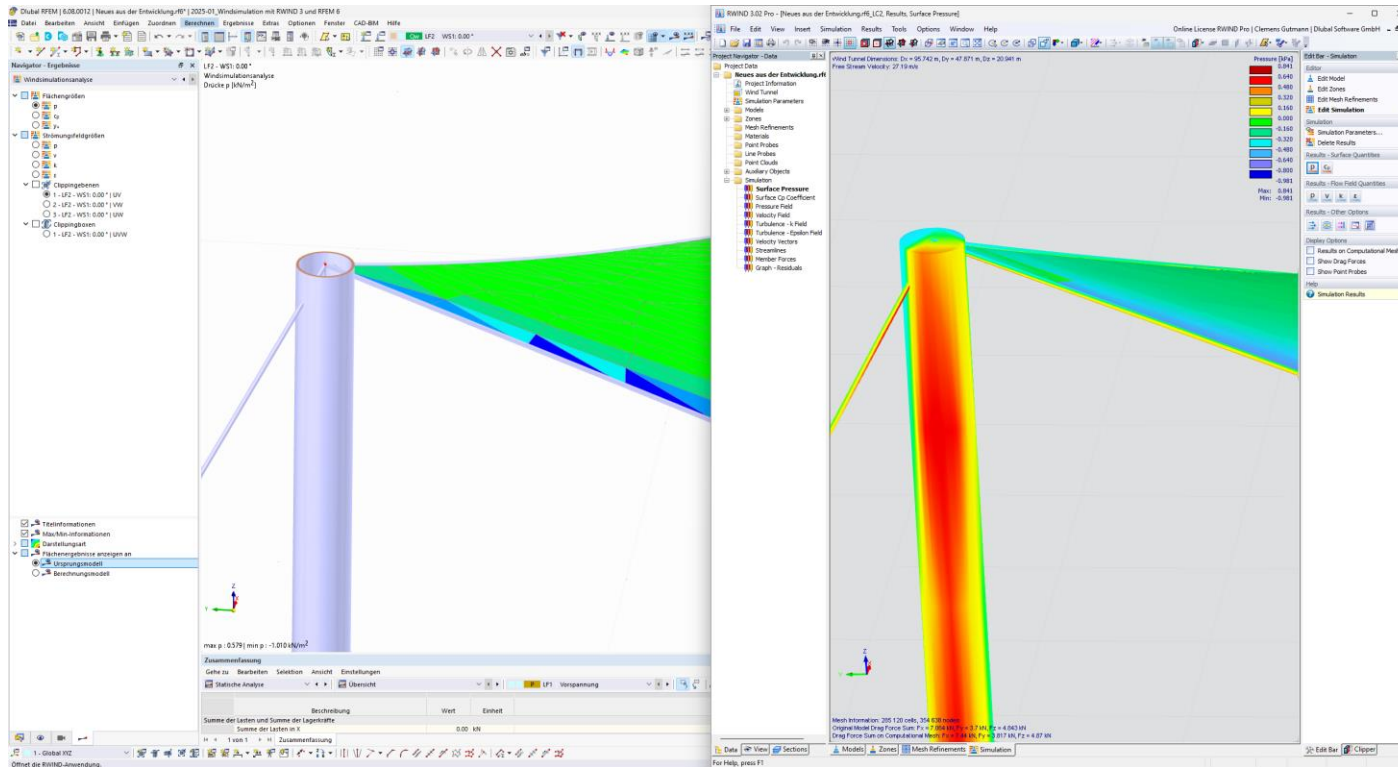 Dlubal RFEM | 6.08.0012 | Neues aus der Entwicklung.rf6* | 2025-01_Windsimulation mit RWIND 3 und RFEM 6
Datei Bearbeiten Ansicht Einfügen Zuordnen Berechnen Ergebnisse Extras Optionen Fenster CAD-BIM Hilfe
LF2 WS1: 0.00°
Navigator - Ergebnisse
Windsimulationsanalyse
Flächengrößen
p
cp
y+
Strömungsfeldgrößen
p
v
k
Clippingebenen
1 - LF2 - WS1: 0.00 ° | UV
2 - LF2 - WS1: 0.00 ° | VW
3 - LF2 - WS1: 0.00 ° | UW
Clippingboxen
1 - LF2 - WS1: 0.00 ° | UVW
Titelinformationen
Max/Min-Informationen
Darstellungsart
Flächenergebnisse anzeigen an
Ursprungsmodell
Berechnungsmodell
LF2 - WS1: 0.00 °
Windsimulationsanalyse
Drücke p [kN/m²]
Z
Y
max p : 0.579 | min p : -1.010 kN/m²
Zusammenfassung
Gehe zu Bearbeiten Selektion Ansicht Einstellungen
Statische Analyse Übersicht P LF1 Vorspannung
Beschreibung Wert Einheit
Summe der Lasten und Summe der Lagerkräfte
Summe der Lasten in X 0.00 kN
1 von 1 Zusammenfassung
1 - Global XYZ
Öffnet die RWIND-Anwendung.
RWIND 3.02 Pro - [Neues aus der Entwicklung.rf6_LC2, Results, Surface Pressure]
File Edit View Insert Simulation Results Tools Options Window Help
Online License RWIND Pro | Clemens Gutmann | Dlubal Software GmbH
Project Navigator - Data
Project Data
Neues aus der Entwicklung.rf6
Project Information
Wind Tunnel
Simulation Parameters
Models
Zones
Mesh Refinements
Materials
Point Probes
Line Probes
Point Clouds
Auxiliary Objects
Simulation
Surface Pressure
Surface Cp Coefficient
Pressure Field
Velocity Field
Turbulence - k Field
Turbulence - Epsilon Field
Velocity Vectors
Streamlines
Member Forces
Graph - Residuals
Data View Sections
For Help, press F1
Wind Tunnel Dimensions: Dx = 95.742 m, Dy = 47.871 m, Dz = 20.941 m
Free Stream Velocity: 27.19 m/s
Pressure [kPa]
0.841
0.640
0.480
0.320
0.160
0.000
-0.160
-0.320
-0.480
-0.640
-0.800
-0.981
Max: 0.841
Min: -0.981
Z
Mesh Information: 285 120 cells, 354 638 nodes
Models Zones Mesh Refinements Simulation
Edit Bar - Simulation
Editor
Edit Model
Edit Zones
Edit Mesh Refinements
Edit Simulation
Simulation
Simulation Parameters...
Delete Results
Results - Surface Quantities
p cp
Results - Flow Field Quantities
p v k ε
Results - Other Options
Display Options
Results on Computational Mesh
Show Drag Forces
Show Point Probes
Help
Simulation Results
Edit Bar Clipper